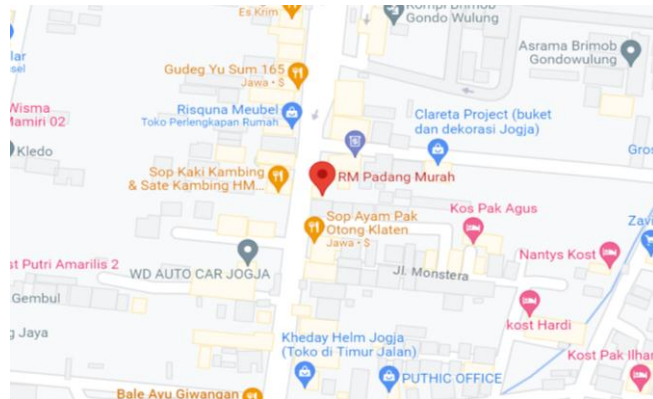 Es Krim
Kompi Brimob
Gondo Wulung
Asrama Brimob
Gondowulung
Gudeg Yu Sum 165
Jawa • $
Risquna Meubel
Toko Perlengkapan Rumah
Clareta Project (buket
dan dekorasi Jogja)
Wisma
Mamiri 02
Kledo
Gros
Sop Kaki Kambing
& Sate Kambing HM...
RM Padang Murah
Kos Pak Agus
Sop Ayam Pak
Otong Klaten
Jawa • $
Zavi
Nantys Kost
st Putri Amarilis 2
WD AUTO CAR JOGJA
Jl. Monstera
Gembul
g Jaya
kost Hardi
Kheday Helm Jogja
(Toko di Timur Jalan)
Kost Pak Ilhar
PUTHIC OFFICE
Bale Ayu Giwangan